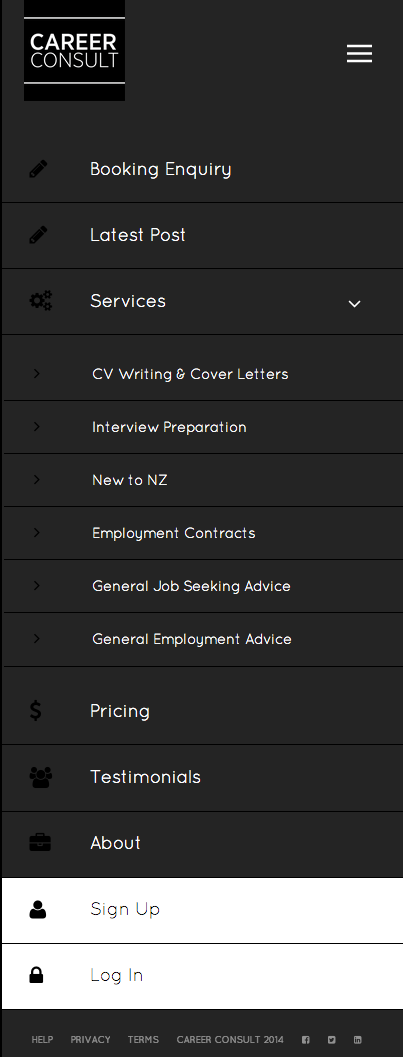 CAREER
CONSULT
Booking Enquiry
Latest Post
Services
CV Writing & Cover Letters
Interview Preparation
New to NZ
Employment Contracts
General Job Seeking Advice
General Employment Advice
Pricing
Testimonials
About
Sign Up
Log In
HELP PRIVACY TERMS CAREER CONSULT 2014